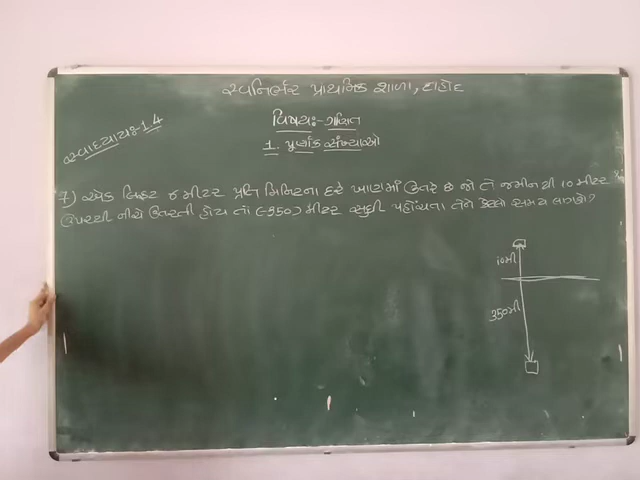 સ્વનિર્ભર પ્રાથમિક શાળા, દાહોદ
વિષય:- ગણિત
સ્વાધ્યાય:-1.4
1. પૂર્ણાંક સંખ્યાઓ
7) એક લિફ્ટ 6 મીટર પ્રતિ મિનિટના દરે ખાણમાં ઉતરે છે જો તે જમીનથી 10 મીટર
ઉપરથી નીચે ઉતરતી હોય તો (-350) મીટર સુધી પહોંચતા તેને કેટલો સમય લાગશે?
10મી
350મી